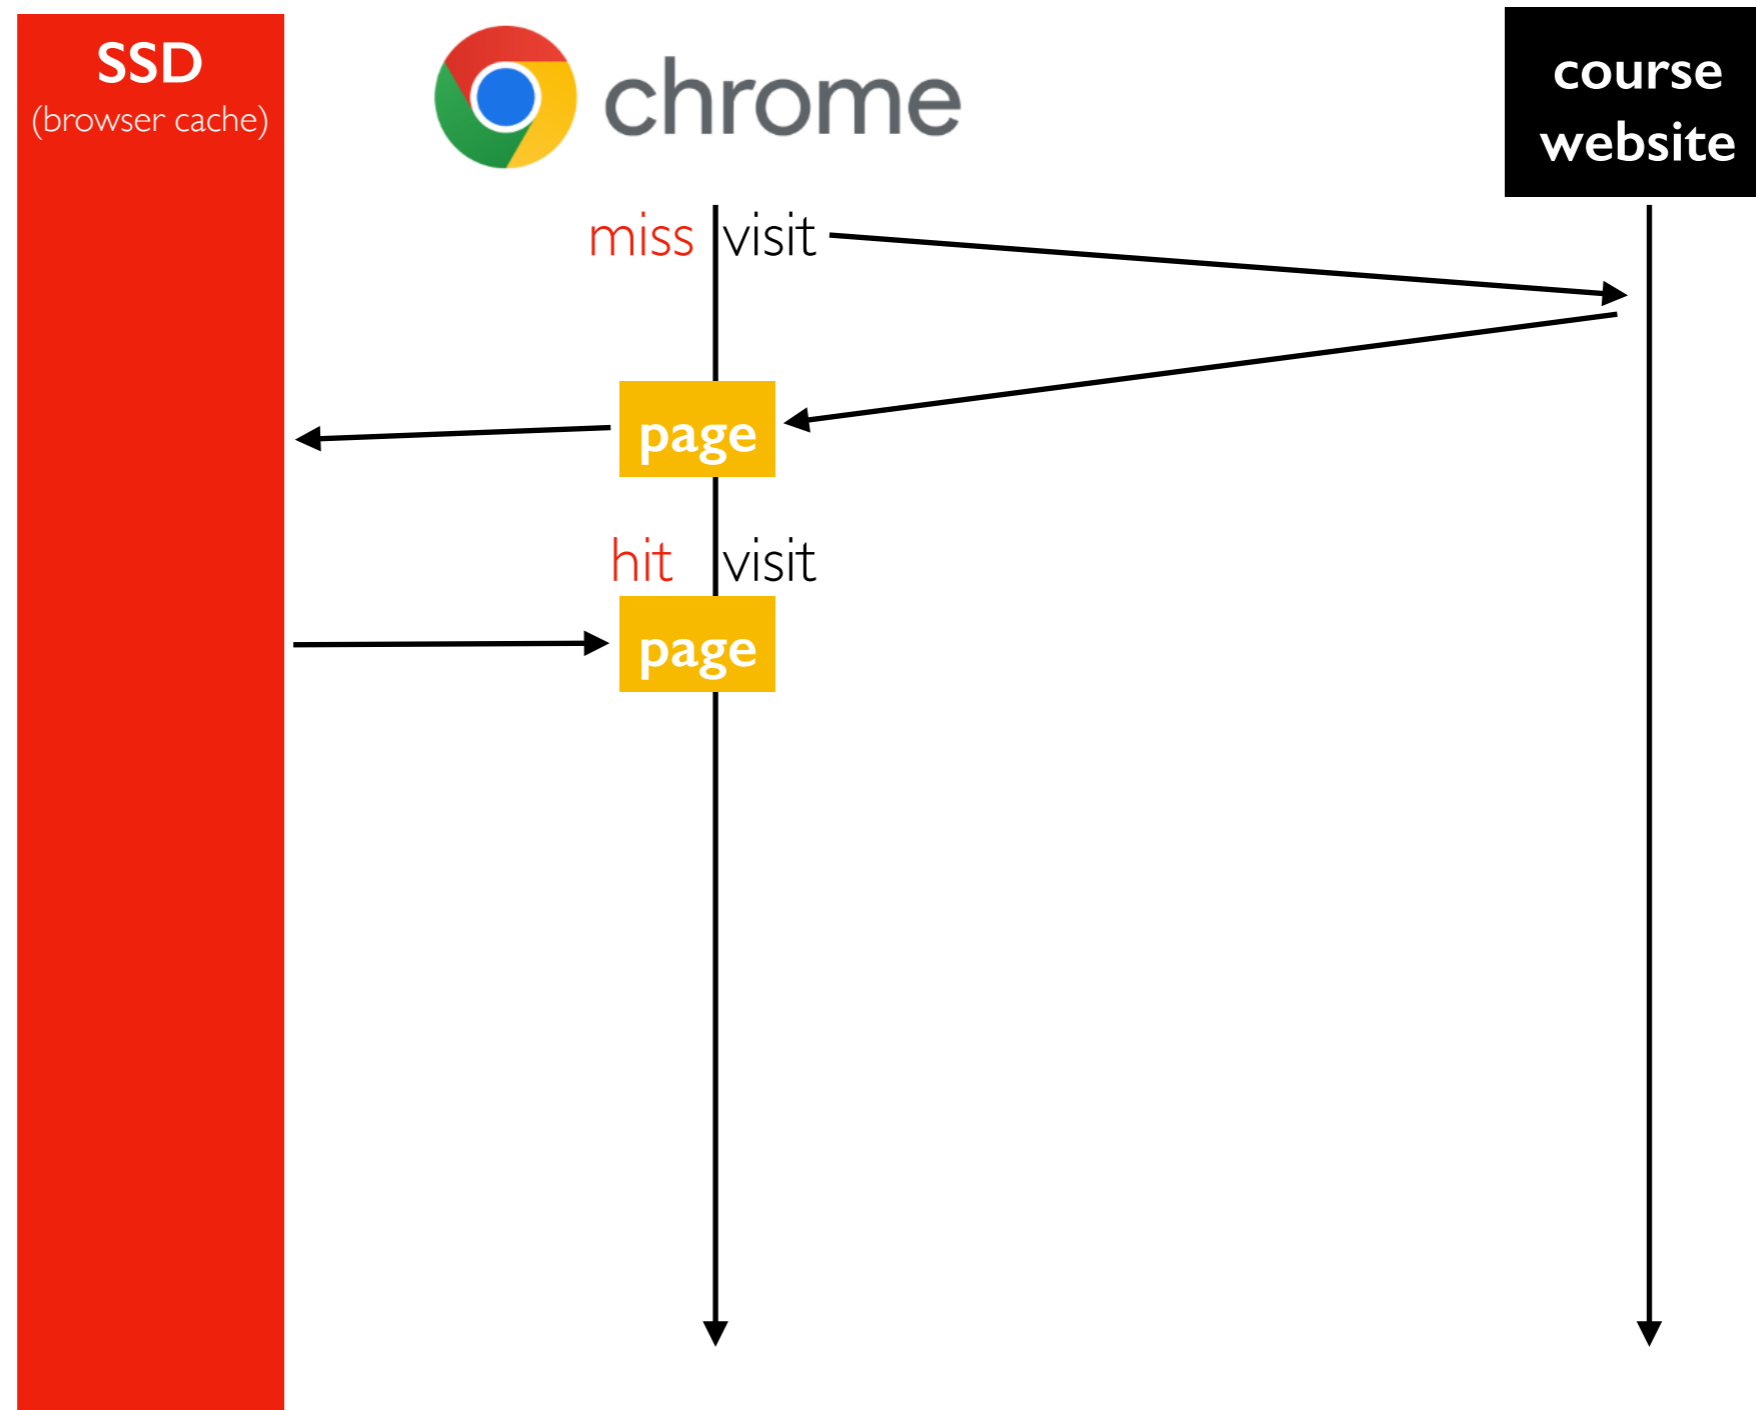 SSD
(browser cache)
chrome
course
website
miss visit
page
hit visit
page